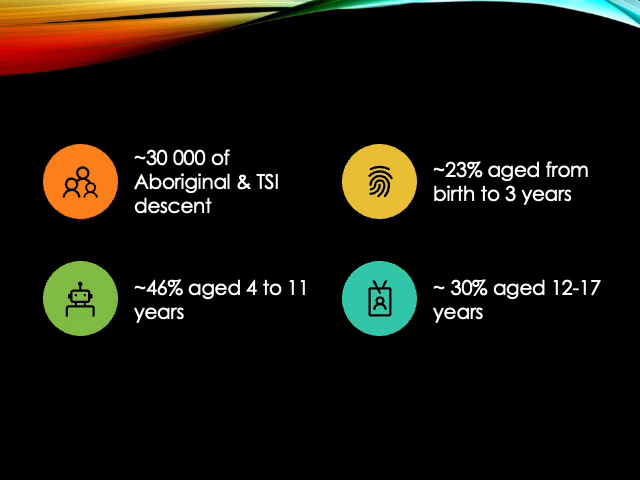 ~30 000 of
Aboriginal & TSI
descent
~23% aged from
birth to 3 years
~46% aged 4 to 11
years
~ 30% aged 12-17
years